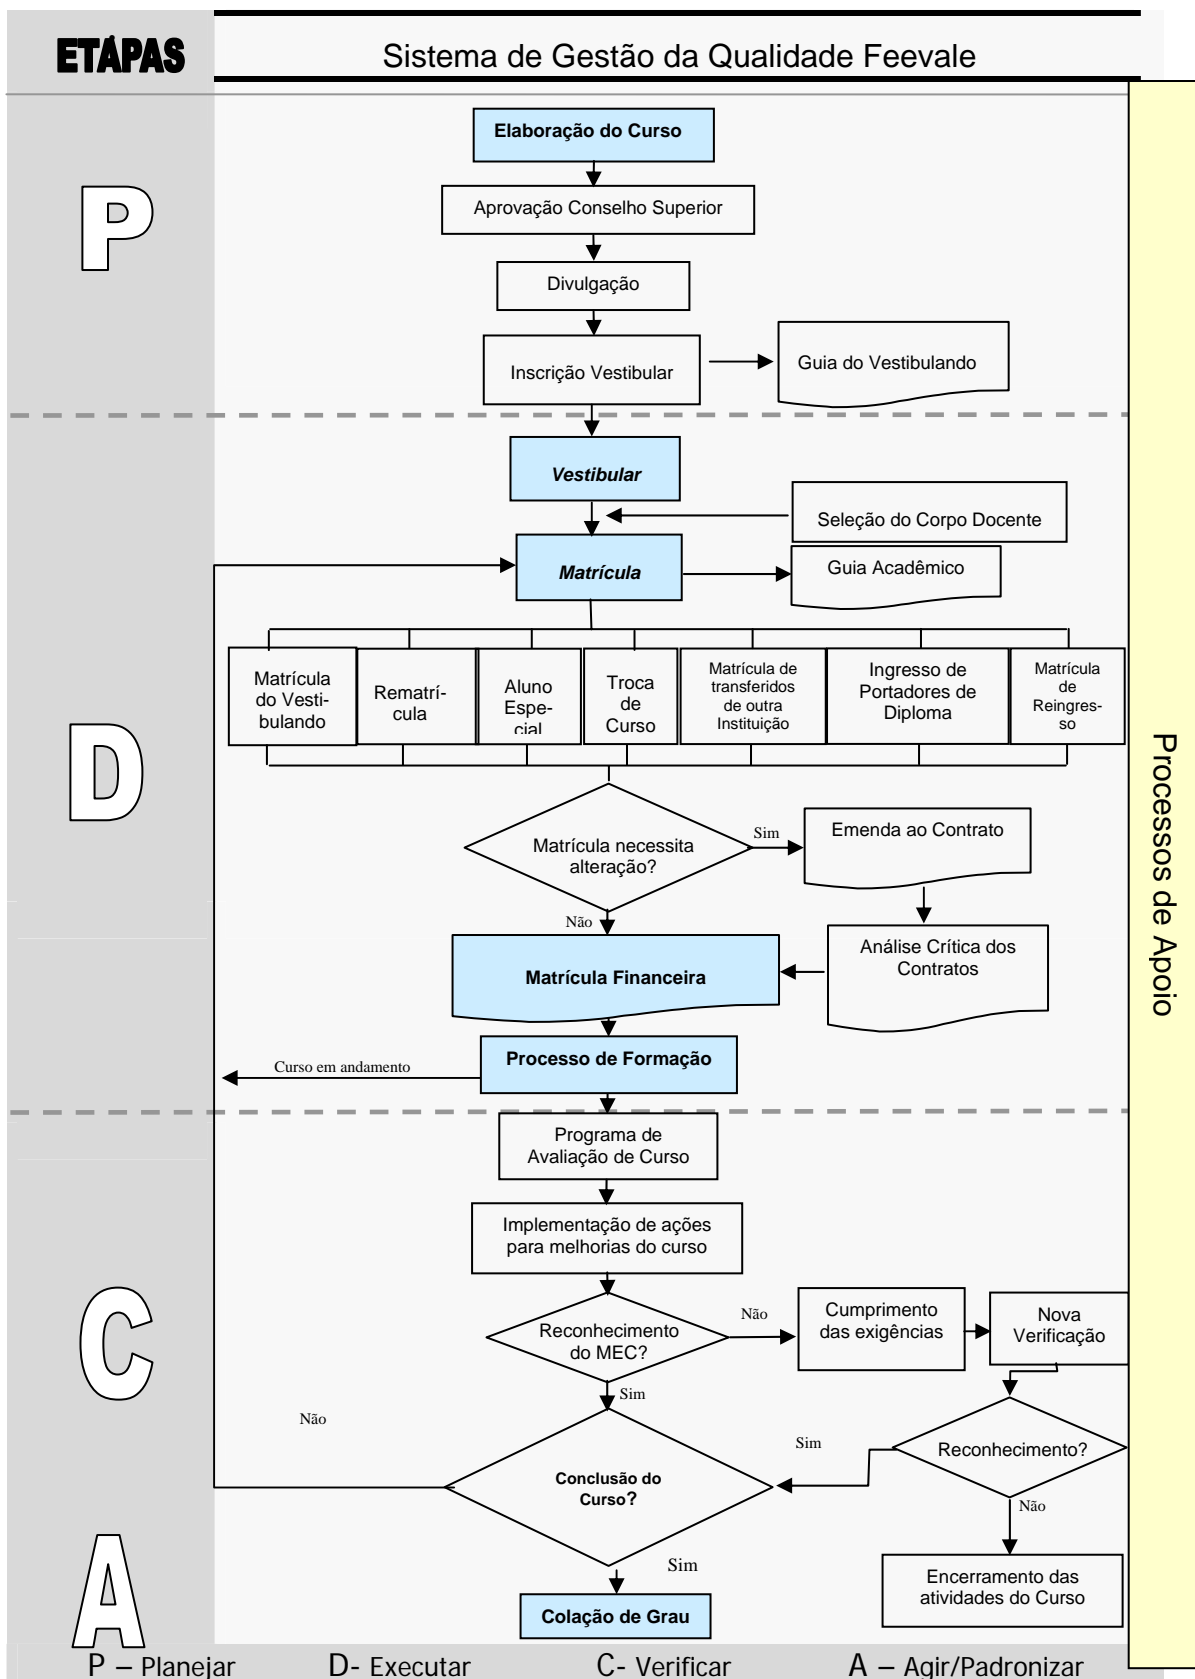 ETAPAS
Sistema de Gestão da Qualidade Feevale
P
Elaboração do Curso
Aprovação Conselho Superior
Divulgação
Inscrição Vestibular
Guia do Vestibulando
D
Vestibular
Seleção do Corpo Docente
Matrícula
Guia Acadêmico
Matrícula
do Vesti-
bulando
Rematrí-
cula
Aluno
Espe-
cial
Troca
de
Curso
Matrícula de
transferidos
de outra
Instituição
Ingresso de
Portadores de
Diploma
Matrícula
de
Reingres-
so
Matrícula necessita
alteração?
Sim
Emenda ao Contrato
Não
Análise Crítica dos
Contratos
Matrícula Financeira
Processo de Formação
Curso em andamento
Processos de Apoio
C
Programa de
Avaliação de Curso
Implementação de ações
para melhorias do curso
Reconhecimento
do MEC?
Não
Cumprimento
das exigências
Nova
Verificação
Sim
Não
Conclusão do
Curso?
Sim
Reconhecimento?
Não
A
Sim
Encerramento das
atividades do Curso
Colação de Grau
P – Planejar D- Executar C- Verificar A – Agir/Padronizar